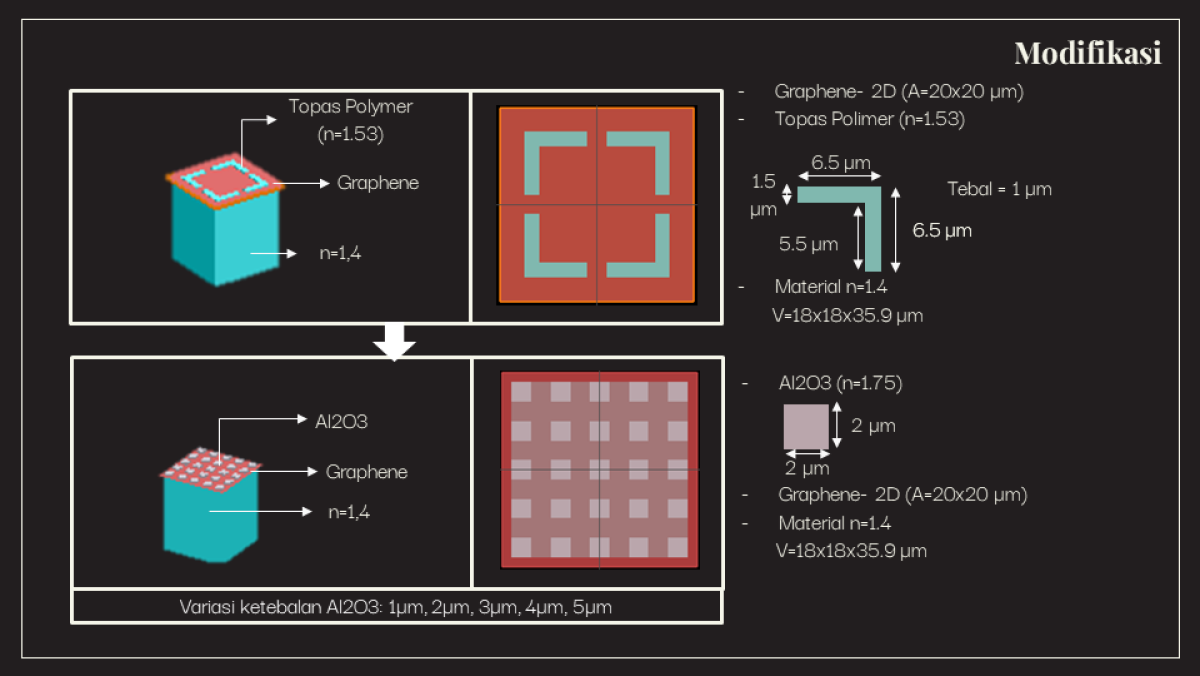 Modifikasi
Topas Polymer
(n=1.53)
Graphene
n=1,4
- Graphene- 2D (A=20x20 µm)
- Topas Polimer (n=1.53)
6.5 µm
1.5
µm
Tebal = 1 µm
5.5 µm
6.5 µm
- Material n=1.4
V=18x18x35.9 µm
Al2O3
Graphene
n=1,4
Variasi ketebalan Al2O3: 1µm, 2µm, 3µm, 4µm, 5µm
- Al2O3 (n=1.75)
2 µm
2 µm
- Graphene- 2D (A=20x20 µm)
- Material n=1.4
V=18x18x35.9 µm